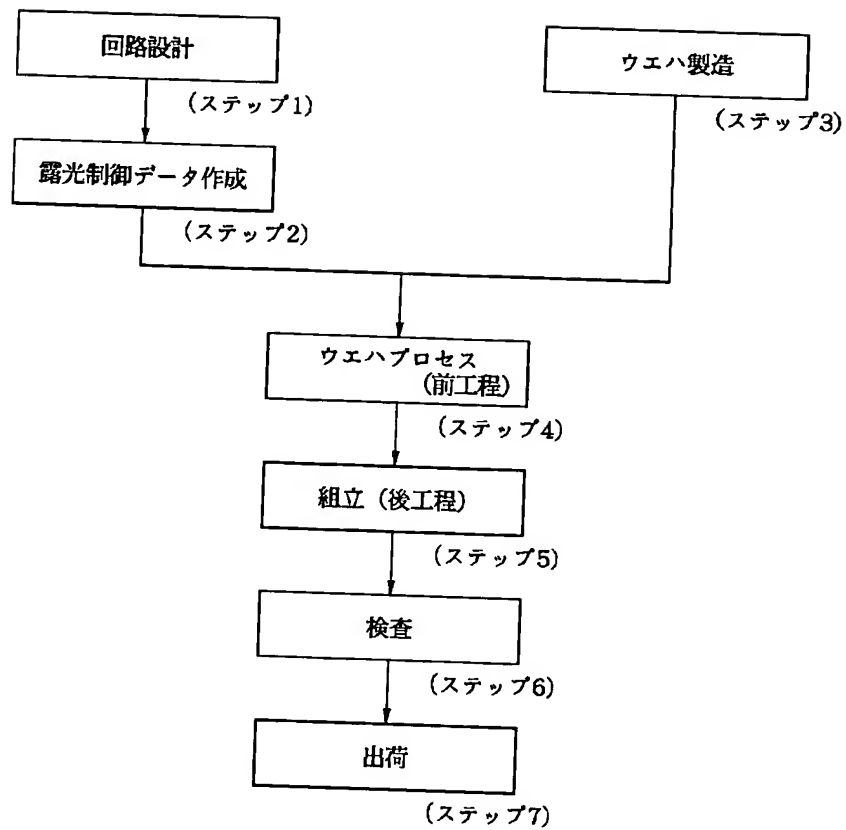 回路設計
(ステップ1)
ウエハ製造
(ステップ3)
露光制御データ作成
(ステップ2)
ウエハプロセス
(前工程)
(ステップ4)
組立 (後工程)
(ステップ5)
検査
(ステップ6)
出荷
(ステップ7)